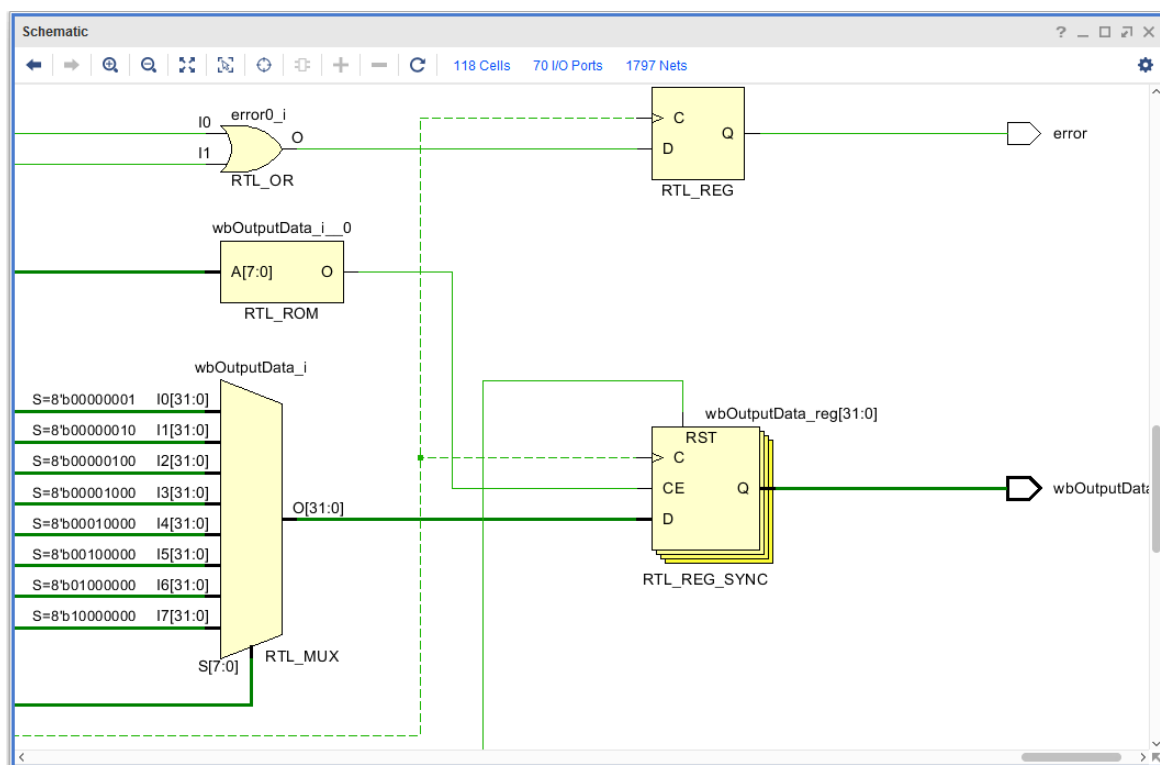 Schematic
118 Cells 70 I/O Ports 1797 Nets
error0_i
I0
O
I1
RTL_OR
C
D
Q
RTL_REG
error
wbOutputData_i__0
A[7:0] O
RTL_ROM
wbOutputData_i
S=8'b00000001 I0[31:0]
S=8'b00000010 I1[31:0]
S=8'b00000100 I2[31:0]
S=8'b00001000 I3[31:0]
S=8'b00010000 I4[31:0]
S=8'b00100000 I5[31:0]
S=8'b01000000 I6[31:0]
S=8'b10000000 I7[31:0]
O[31:0]
S[7:0]
RTL_MUX
wbOutputData_reg[31:0]
RST
C
CE
Q
D
RTL_REG_SYNC
wbOutputData